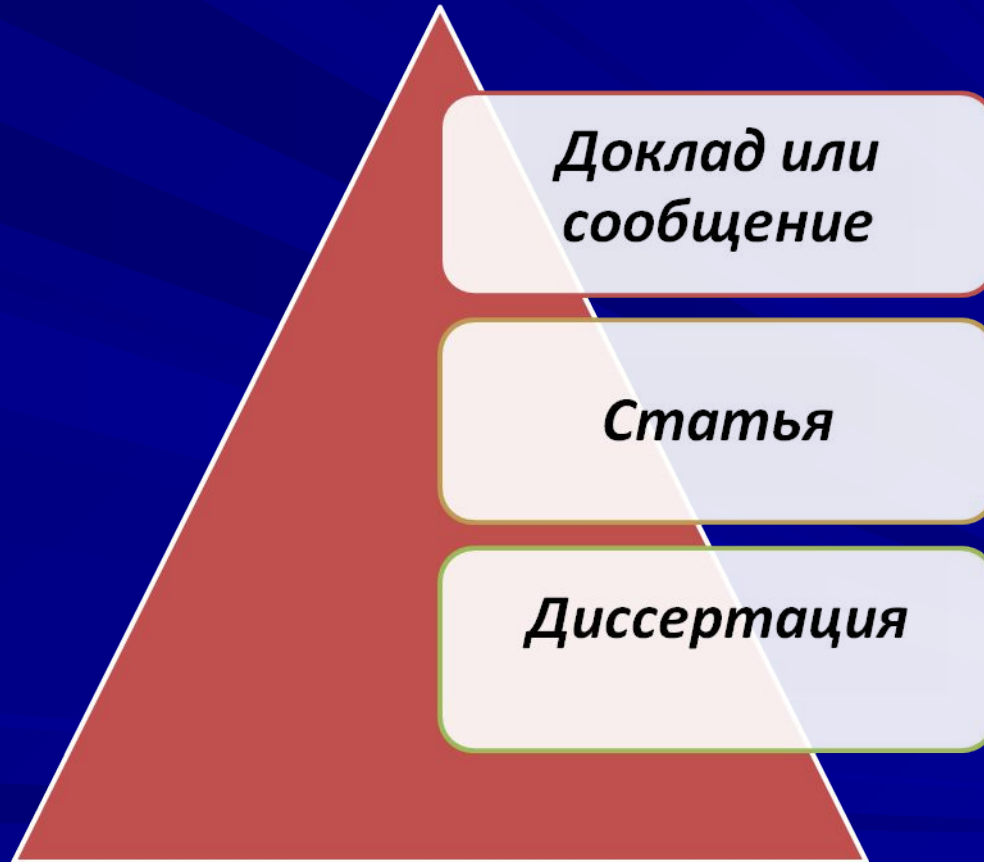 Доклад или
сообщение
Статья
Диссертация